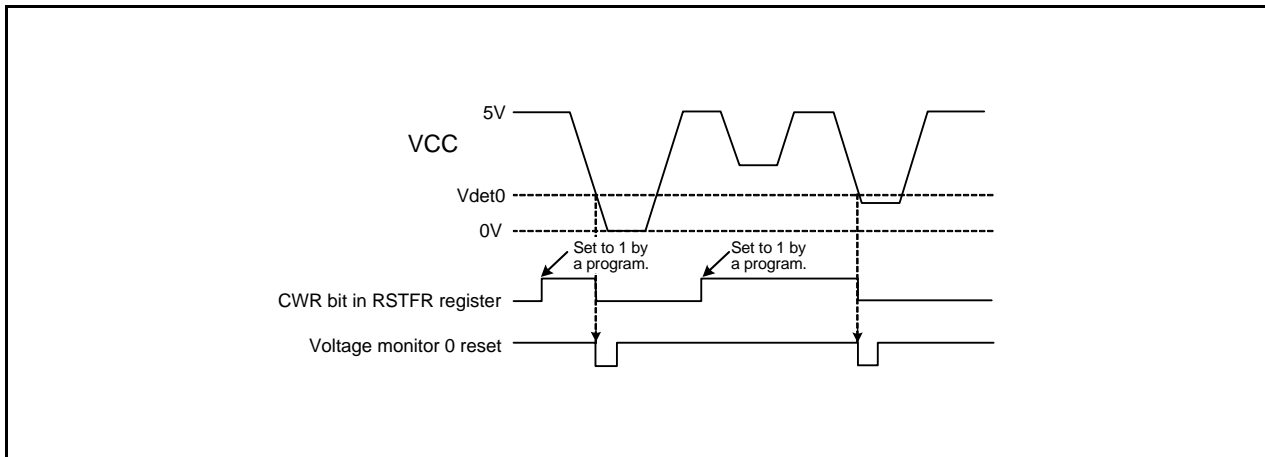 5V
VCC
Vdet0
0V
Set to 1 by
a program.
Set to 1 by
a program.
CWR bit in RSTFR register
Voltage monitor 0 reset